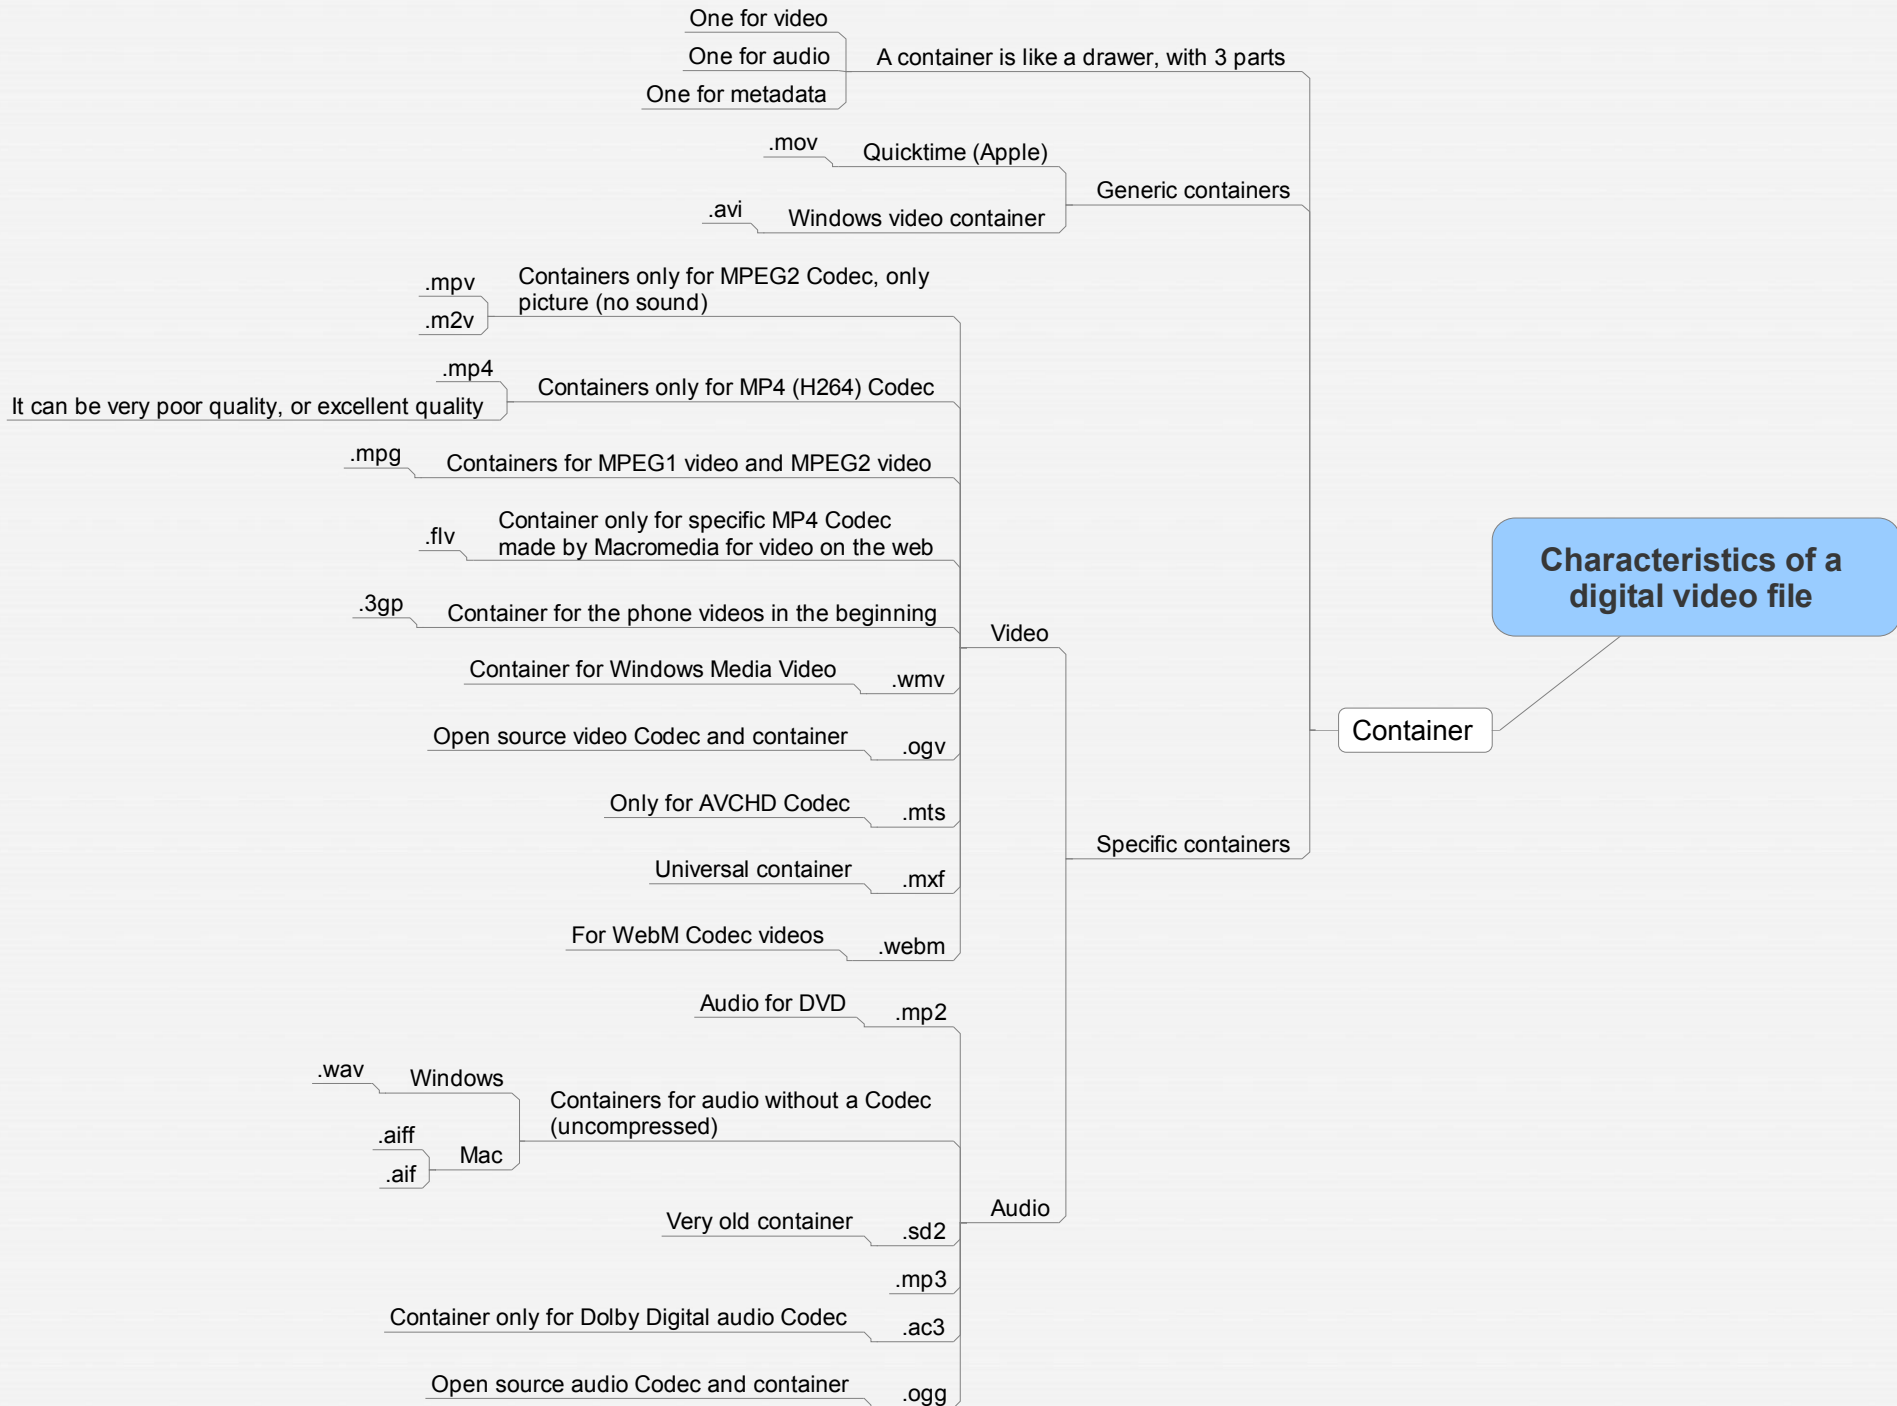 One for video
One for audio
A container is like a drawer, with 3 parts
One for metadata
.mov
Quicktime (Apple)
Generic containers
.avi
Windows video container
.mpv
Containers only for MPEG2 Codec, only
picture (no sound)
.m2v
.mp4
Containers only for MP4 (H264) Codec
It can be very poor quality, or excellent quality
.mpg
Containers for MPEG1 video and MPEG2 video
.flv
Container only for specific MP4 Codec
made by Macromedia for video on the web
Characteristics of a
digital video file
.3gp
Container for the phone videos in the beginning
Video
Container for Windows Media Video
.wmv
Container
Open source video Codec and container
.ogv
Only for AVCHD Codec
.mts
Specific containers
Universal container
.mxf
For WebM Codec videos
.webm
Audio for DVD
.mp2
.wav
Windows
Containers for audio without a Codec
(uncompressed)
.aiff
Mac
.aif
Audio
Very old container
.sd2
.mp3
Container only for Dolby Digital audio Codec
.ac3
Open source audio Codec and container
.ogg